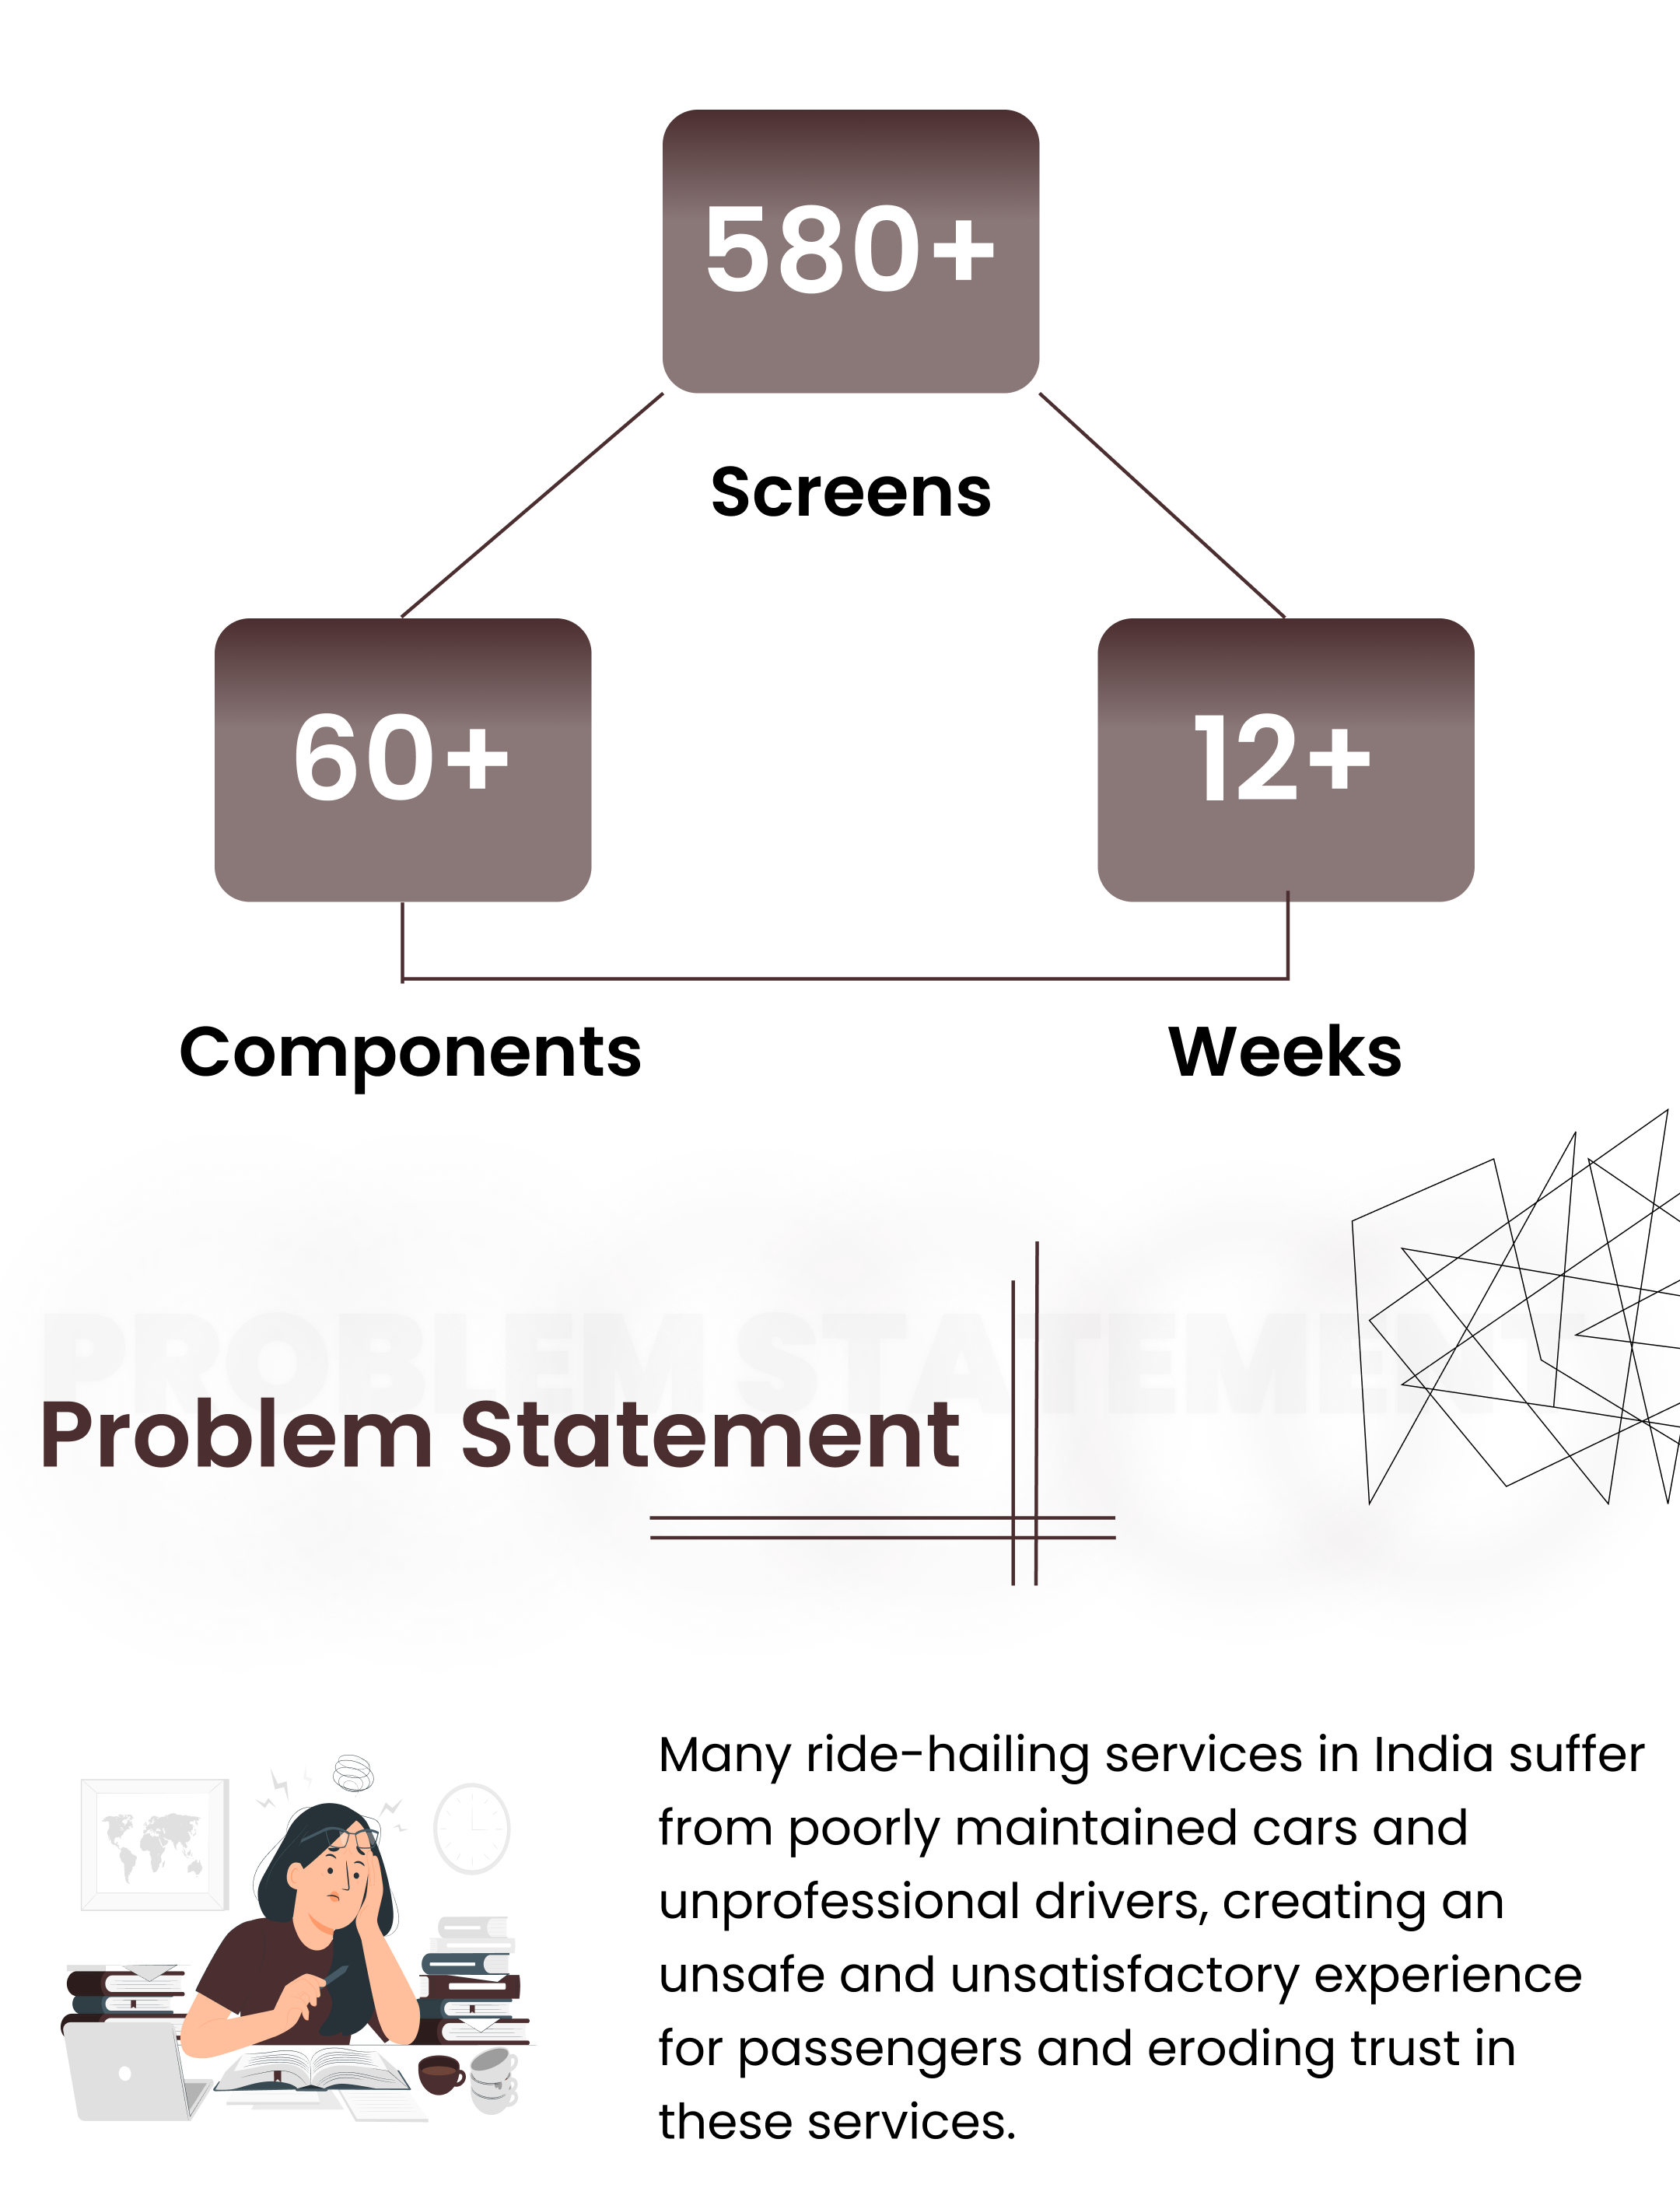 580+
Screens
60+
12+
Components
Weeks
PROBLEM STATEMENT
Problem Statement
Many ride-hailing services in India suffer
from poorly maintained cars and
unprofessional drivers, creating an
unsafe and unsatisfactory experience
for passengers and eroding trust in
these services.